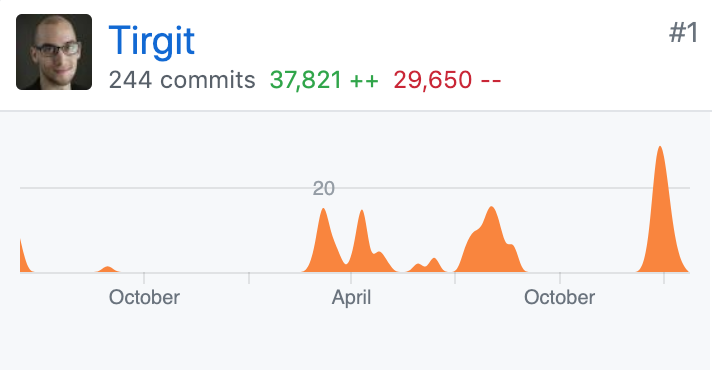 Tirgit
#1
244 commits 37,821 ++ 29,650 --
20
October April October